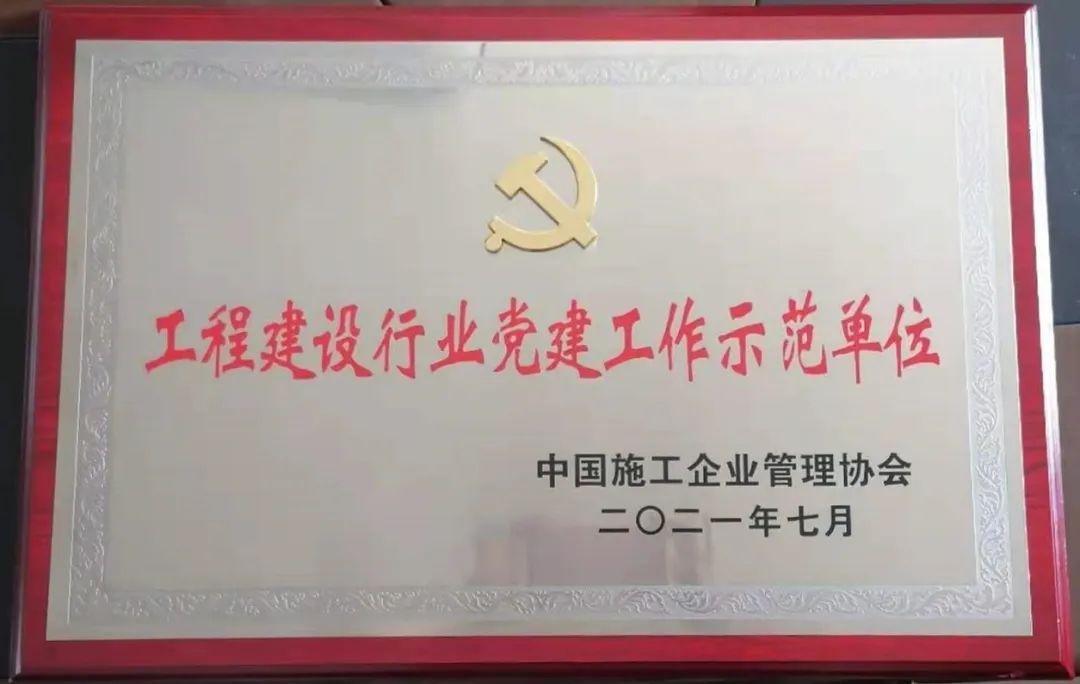 工程建设行业党建工作示范单位
中国施工企业管理协会
二〇二一年七月